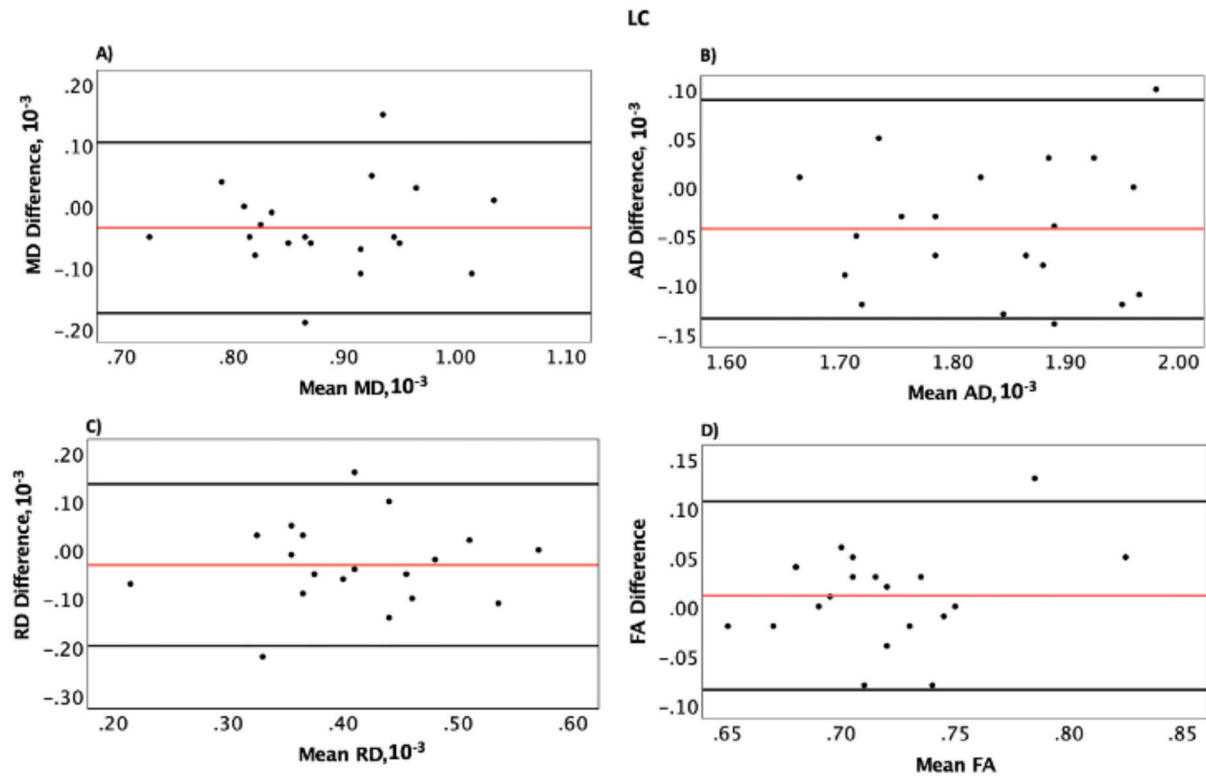 LC
A)
MD Difference, 10⁻³
.20
.10
.00
-.10
-.20
.70 .80 .90 1.00 1.10
Mean MD, 10⁻³
B)
AD Difference, 10⁻³
.10
.05
.00
-.05
-.10
-.15
1.60 1.70 1.80 1.90 2.00
Mean AD, 10⁻³
C)
RD Difference, 10⁻³
.20
.10
.00
-.10
-.20
-.30
.20 .30 .40 .50 .60
Mean RD, 10⁻³
D)
FA Difference
.15
.10
.05
.00
-.05
-.10
.65 .70 .75 .80 .85
Mean FA